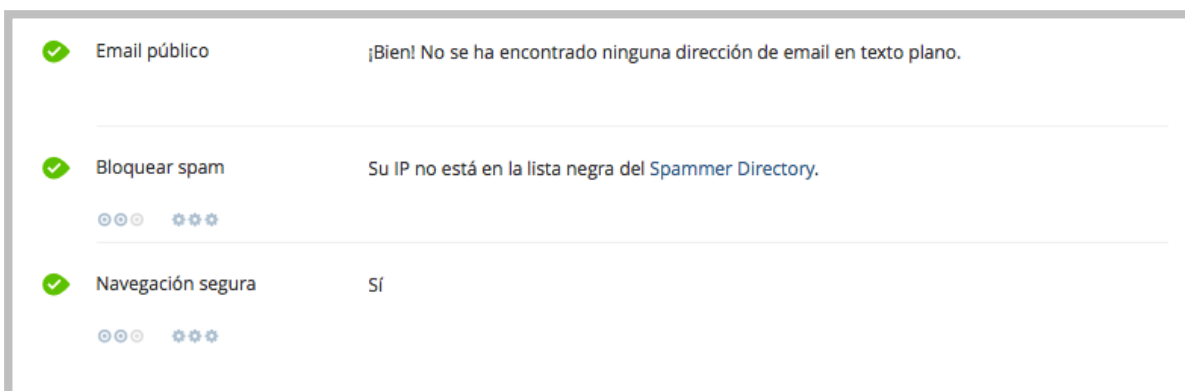 Email público ¡Bien! No se ha encontrado ninguna dirección de email en texto plano.
Bloquear spam Su IP no está en la lista negra del Spammer Directory.
Navegación segura Sí